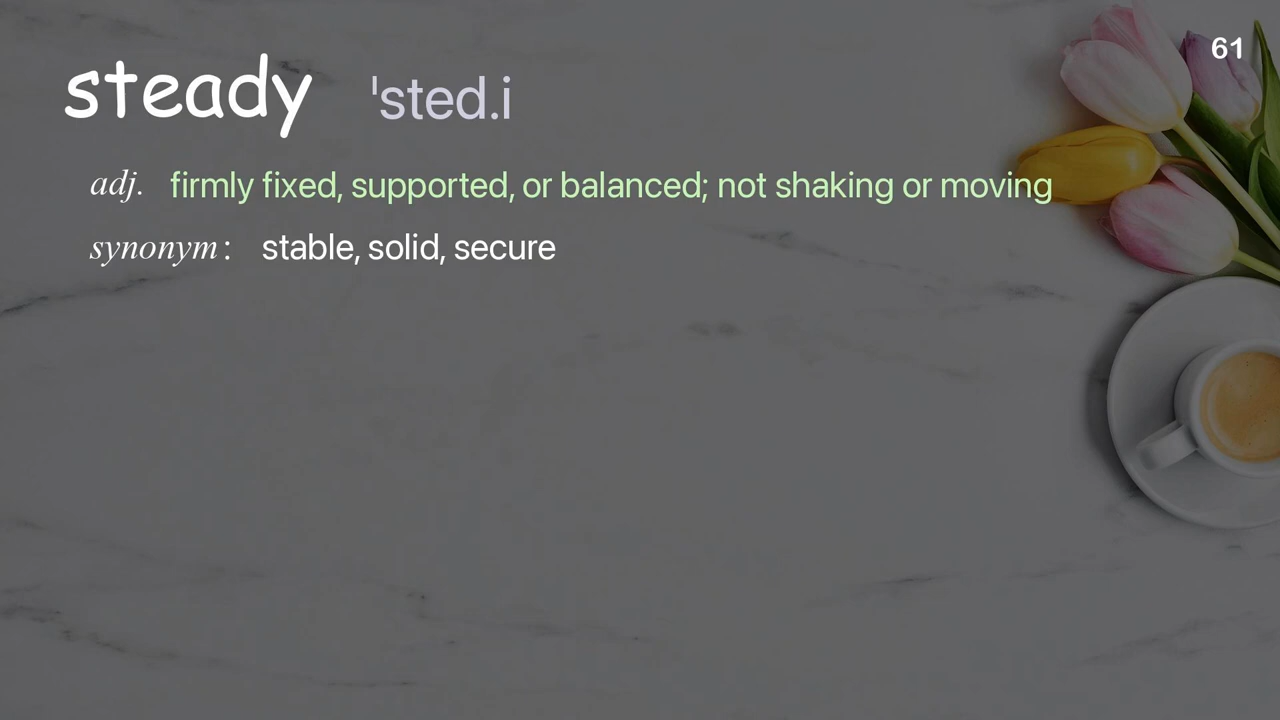 61
steady 'sted.i
adj. firmly fixed, supported, or balanced; not shaking or moving
synonym: stable, solid, secure